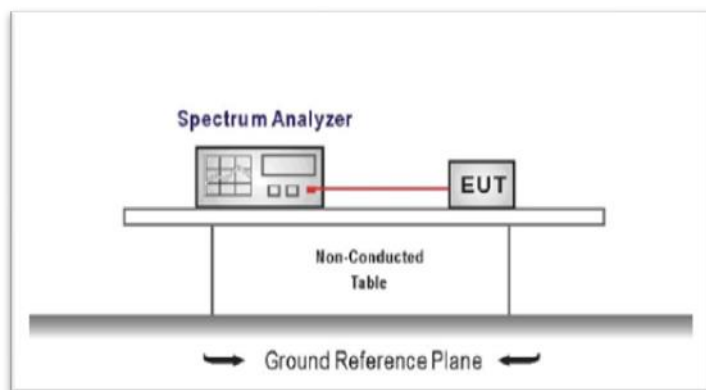 Spectrum Analyzer
EUT
Non-Conducted
Table
Ground Reference Plane